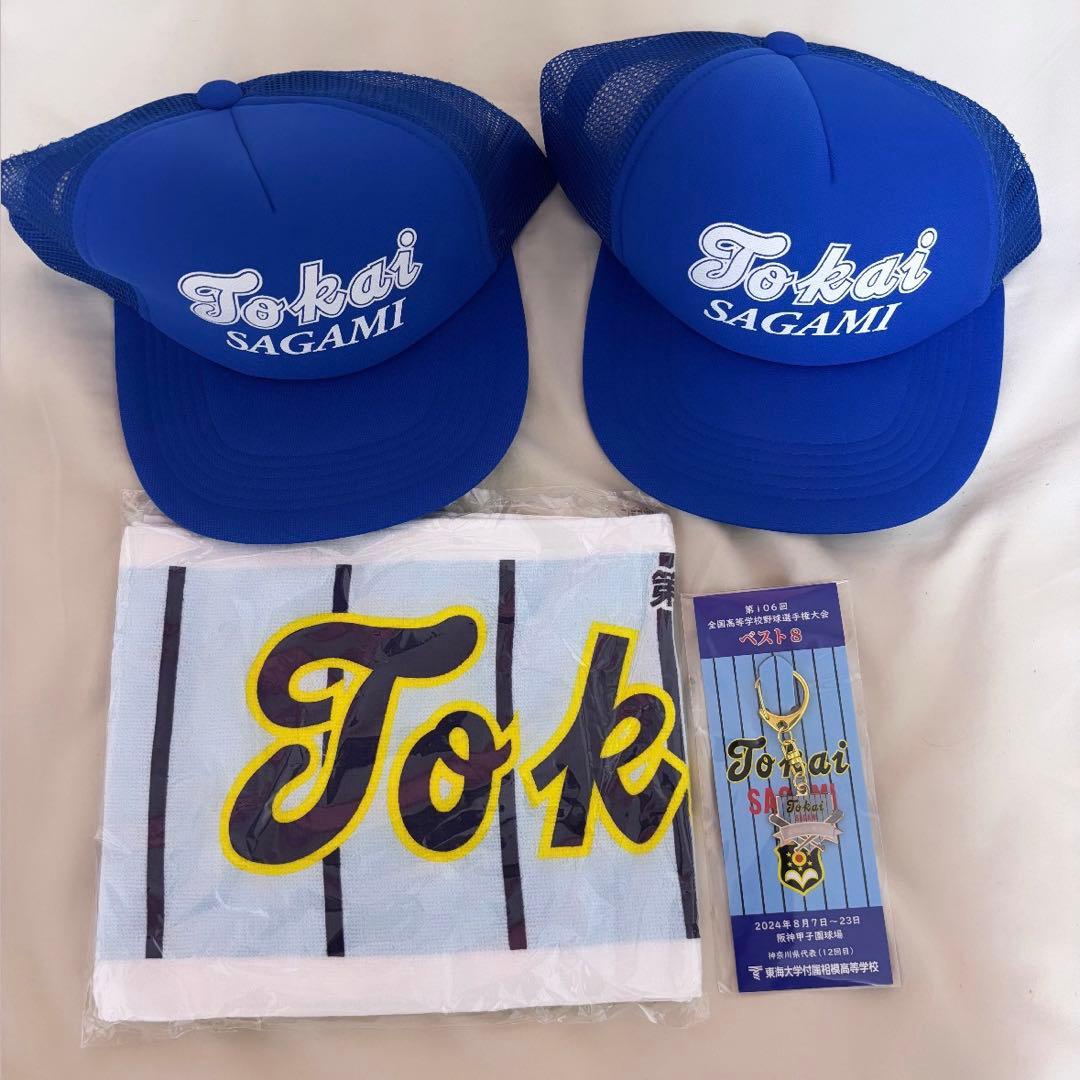 Tokai
SAGAMI
Tokai
SAGAMI
第
Tok
第106回
全国高等学校野球選手権大会
ベスト8
Tokai
SAGAMI
Tokai
SAGAMI
2024年8月7日~23日
阪神甲子園球場
神奈川県代表(12回目)
東海大学付属相模高等学校